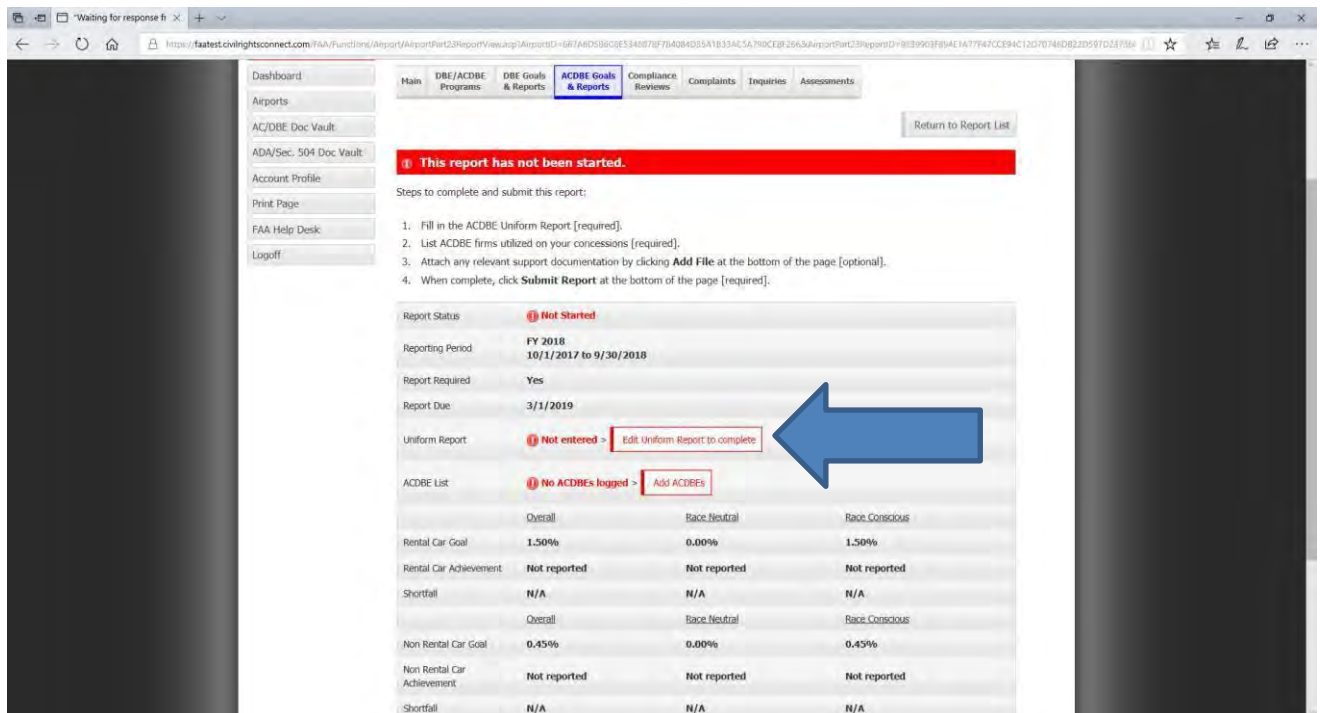 "Waiting for response fr
faatest.civilrightsconnect.com
Dashboard
Airports
AC/DBE Doc Vault
ADA/Sec. 504 Doc Vault
Account Profile
Print Page
FAA Help Desk
Logoff
Main DBE/ACDBE Programs DBE Goals & Reports ACDBE Goals & Reports Compliance Reviews Complaints Inquiries Assessments
Return to Report List
This report has not been started.
Steps to complete and submit this report:
1. Fill in the ACDBE Uniform Report [required].
2. List ACDBE firms utilized on your concessions [required].
3. Attach any relevant support documentation by clicking Add File at the bottom of the page [optional].
4. When complete, click Submit Report at the bottom of the page [required].
Report Status Not Started
Reporting Period FY 2018
10/1/2017 to 9/30/2018
Report Required Yes
Report Due 3/1/2019
Uniform Report Not entered > Edit Uniform Report to complete
ACDBE List No ACDBEs logged > Add ACDBEs
Overall Race Neutral Race Conscious
Rental Car Goal 1.50% 0.00% 1.50%
Rental Car Achievement Not reported Not reported Not reported
Shortfall N/A N/A N/A
Overall Race Neutral Race Conscious
Non Rental Car Goal 0.45% 0.00% 0.45%
Non Rental Car Achievement Not reported Not reported Not reported
Shortfall N/A N/A N/A